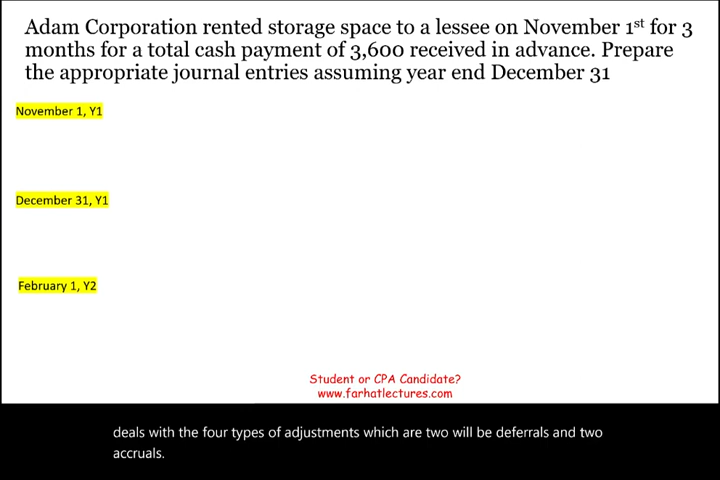 Adam Corporation rented storage space to a lessee on November 1st for 3
months for a total cash payment of 3,600 received in advance. Prepare
the appropriate journal entries assuming year end December 31
November 1, Y1
December 31, Y1
February 1, Y2
Student or CPA Candidate?
www.farhatlectures.com
deals with the four types of adjustments which are two will be deferrals and two
accruals.